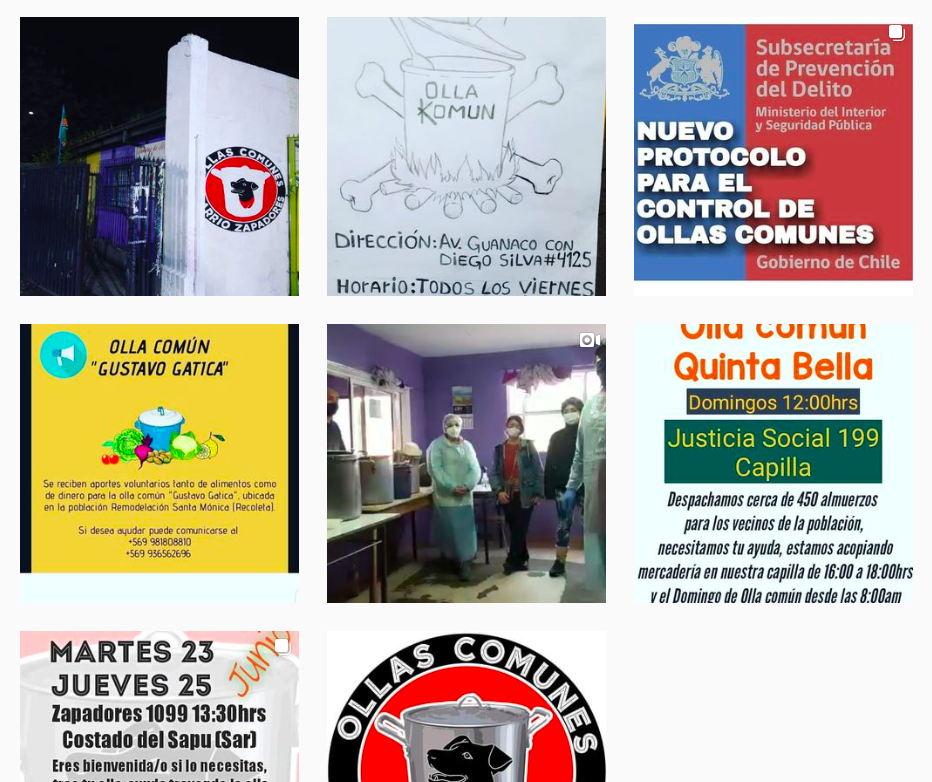 OLLAS COMUNES
BARRIO ZAPADORES
OLLA
KOMUN
DIRECCIÓN:AV. GUANACO CON
DIEGO SILVA#4125
HORARIO:TODOS LOS VIERNES
Subsecretaría
de Prevención
del Delito
Ministerio del Interior
y Seguridad Pública
NUEVO
PROTOCOLO
PARA EL
CONTROL DE
OLLAS COMUNES
Gobierno de Chile
OLLA COMÚN
"GUSTAVO GATICA"
Se reciben aportes voluntarios tanto de alimentos como
de dinero para la olla común "Gustavo Gatica", ubicada
en la población Remodelación Santa Mónica (Recoleta).
Si desea ayudar puede comunicarse al
+569 981808810
+569 936562696
Olla común
Quinta Bella
Domingos 12:00hrs
Justicia Social 199
Capilla
Despachamos cerca de 450 almuerzos
para los vecinos de la población,
necesitamos tu ayuda, estamos acopiando
mercadería en nuestra capilla de 16:00 a 18:00hrs
y el Domingo de Olla común desde las 8:00am
MARTES 23
JUEVES 25
Junio
Zapadores 1099 13:30hrs
Costado del Sapu (Sar)
Eres bienvenida/o si lo necesitas,
OLLAS COMUNES